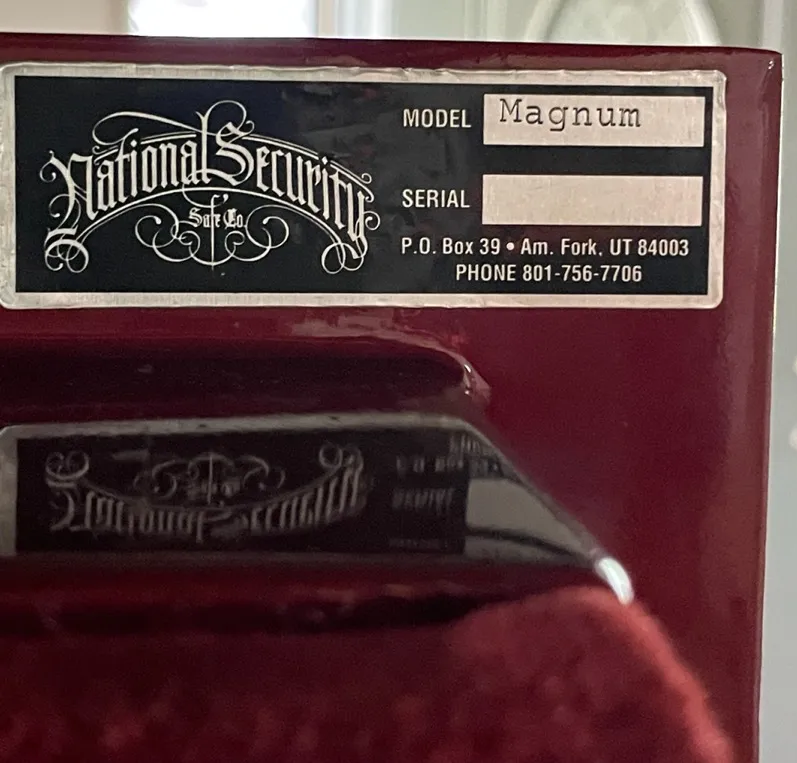 National Security
Safe Co.
MODEL Magnum
SERIAL
P.O. Box 39 • Am. Fork, UT 84003
PHONE 801-756-7706